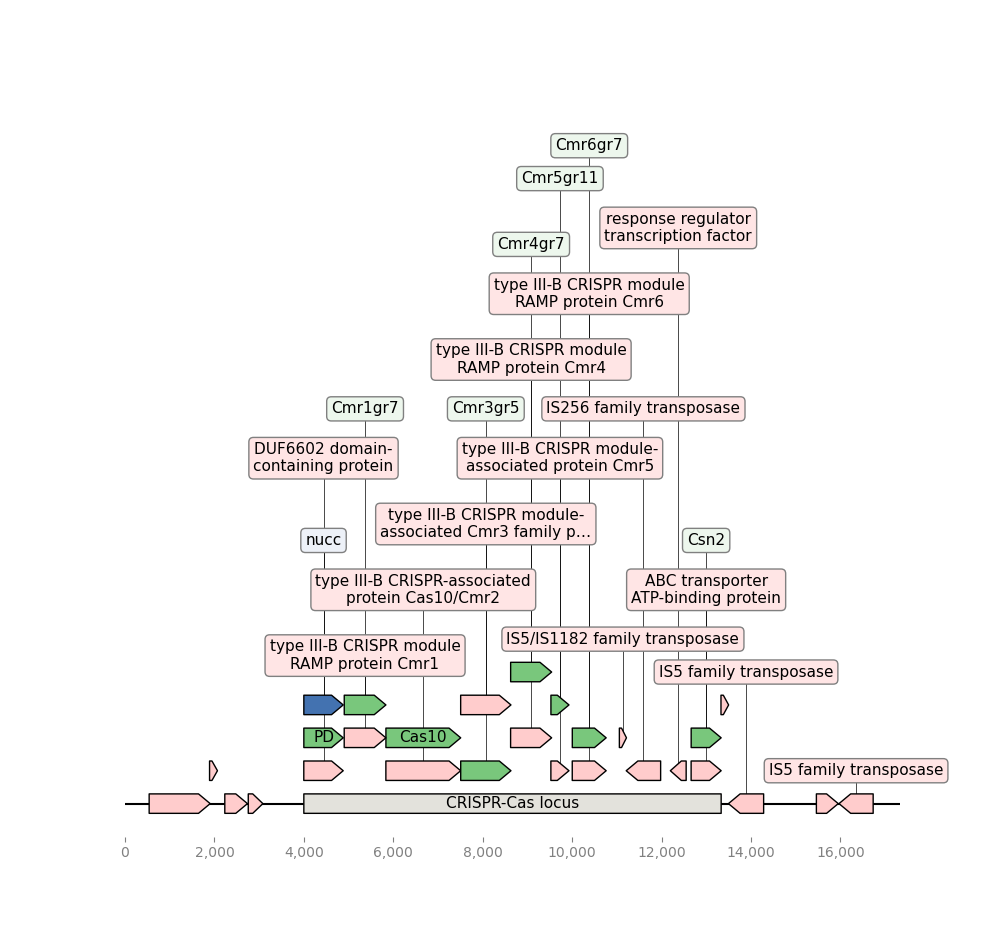 Cmr6gr7
Cmr5gr11
response regulator
transcription factor
Cmr4gr7
type III-B CRISPR module
RAMP protein Cmr6
type III-B CRISPR module
RAMP protein Cmr4
Cmr1gr7
Cmr3gr5
IS256 family transposase
DUF6602 domain-
containing protein
type III-B CRISPR module-
associated protein Cmr5
type III-B CRISPR module-
associated Cmr3 family p…
nucc
Csn2
type III-B CRISPR-associated
protein Cas10/Cmr2
ABC transporter
ATP-binding protein
IS5/IS1182 family transposase
type III-B CRISPR module
RAMP protein Cmr1
IS5 family transposase
PD
Cas10
IS5 family transposase
CRISPR-Cas locus
0
2,000
4,000
6,000
8,000
10,000
12,000
14,000
16,000